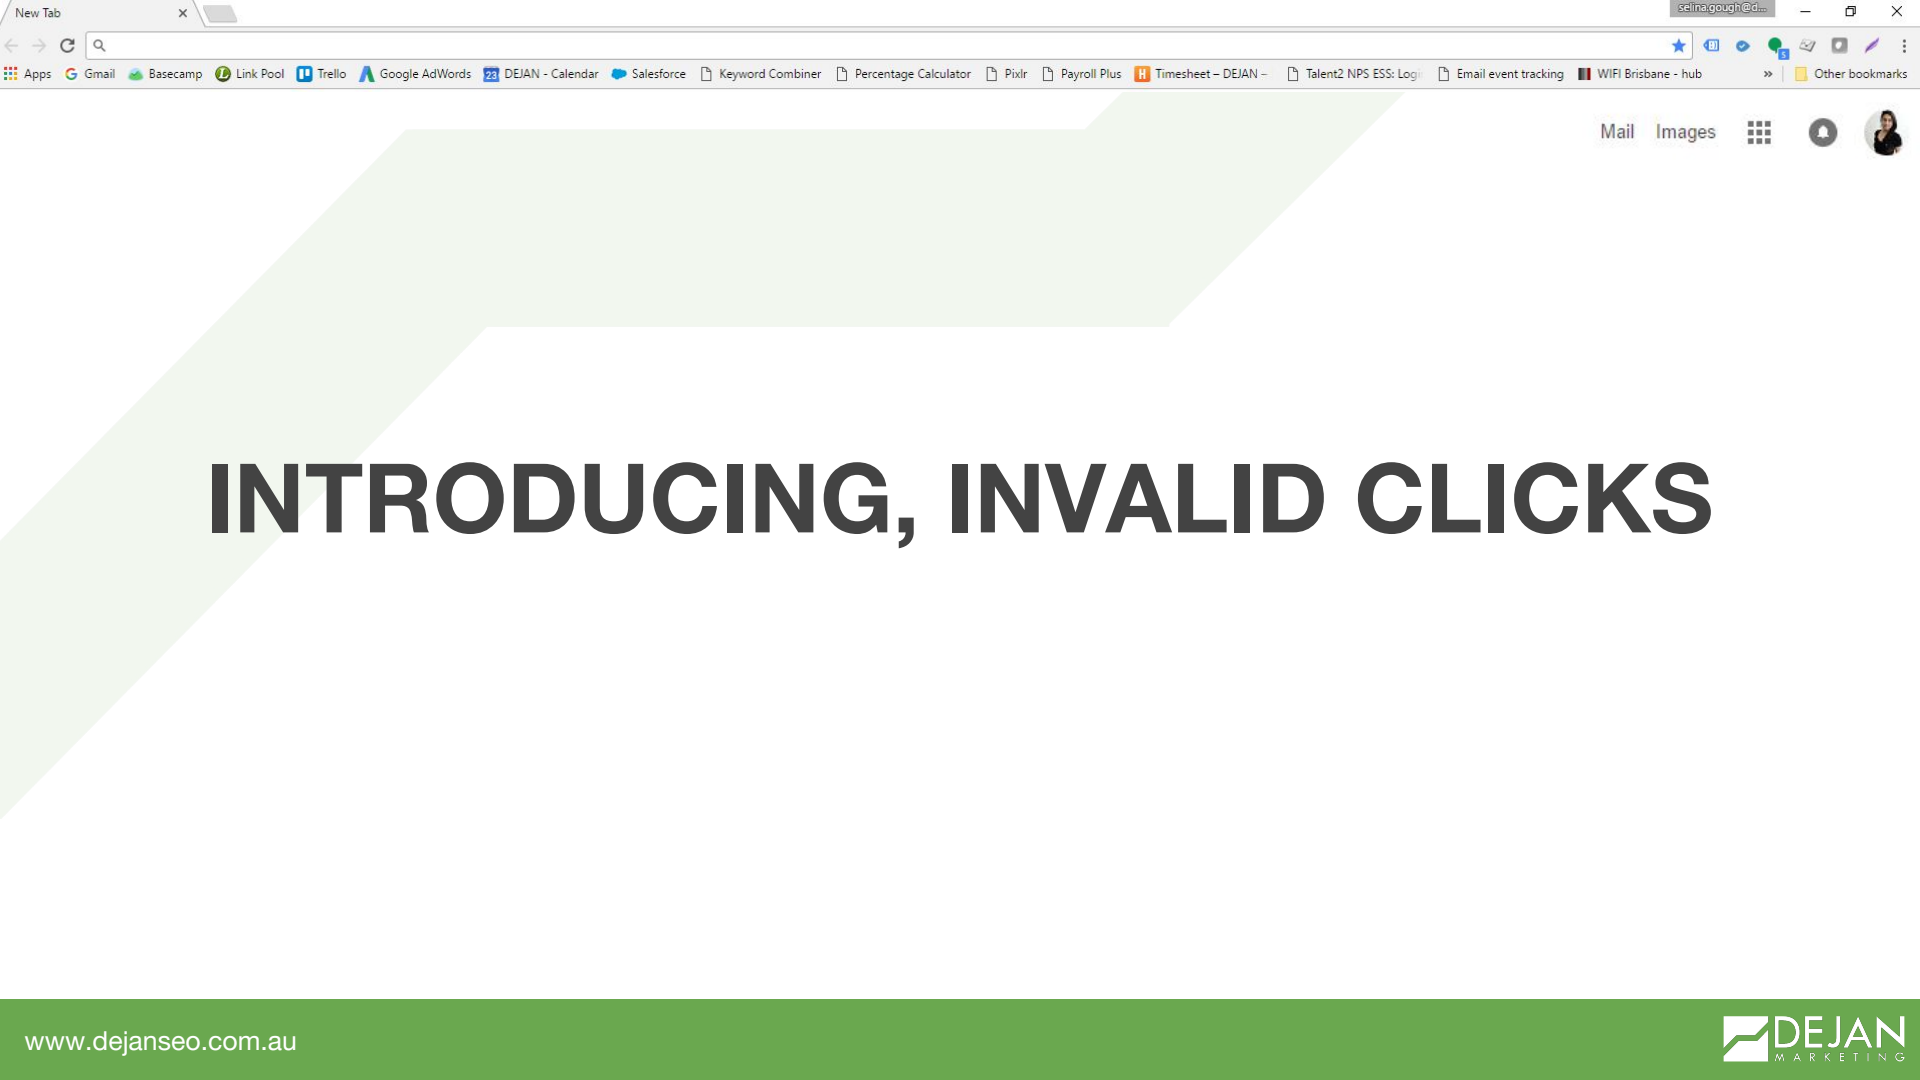 New Tab
selina.gough@d...
Apps Gmail Basecamp Link Pool Trello Google AdWords 23 DEJAN - Calendar Salesforce Keyword Combiner Percentage Calculator Pixlr Payroll Plus H Timesheet – DEJAN – Talent2 NPS ESS: Logi Email event tracking WIFI Brisbane - hub » Other bookmarks
Mail Images
INTRODUCING, INVALID CLICKS
www.dejanseo.com.au
DEJAN
MARKETING